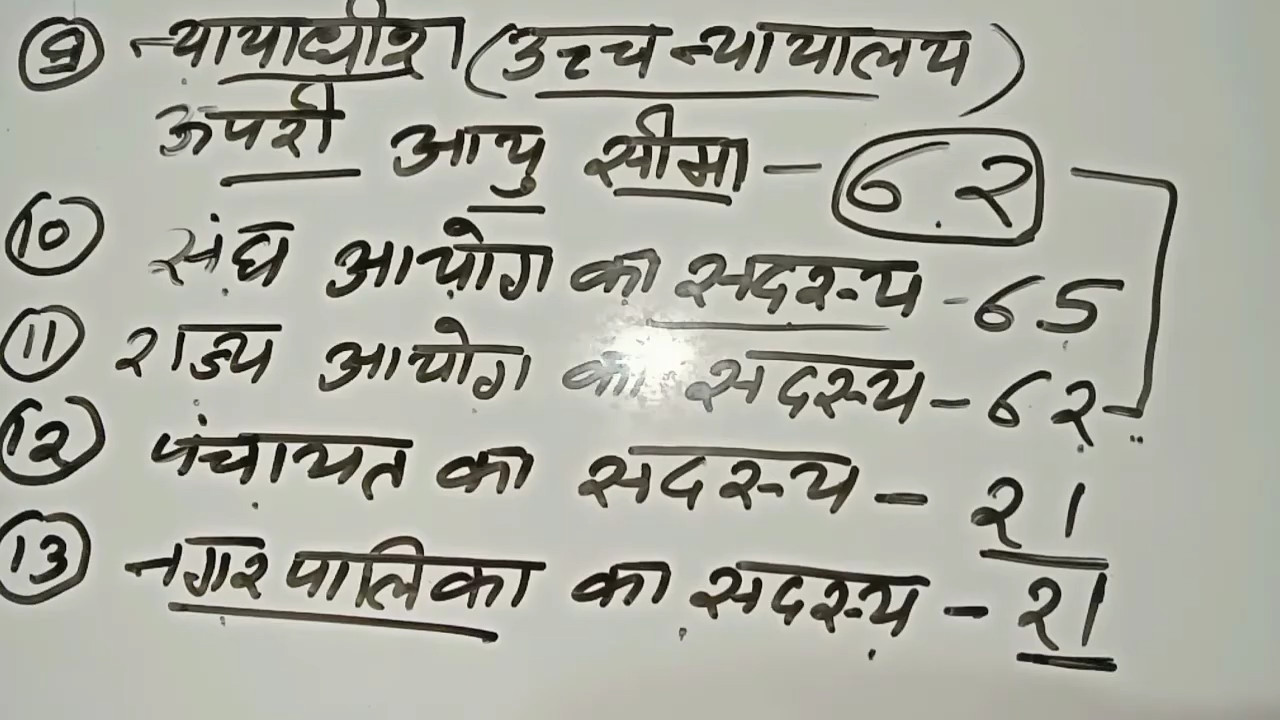 9 न्यायाधीश (उच्च न्यायालय)
ऊपरी आयु सीमा - 62
10 संघ आयोग का सदस्य - 65
11 राज्य आयोग का सदस्य - 62
12 पंचायत का सदस्य - 21
13 नगरपालिका का सदस्य - 21